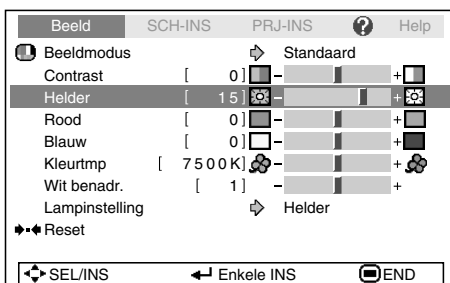 Beeld SCH-INS PRJ-INS ? Help
Beeldmodus Standaard
Contrast [ 0] - +
Helder [ 15] - +
Rood [ 0] - +
Blauw [ 0] - +
Kleurtmp [ 7500K] - +
Wit benadr. [ 1] - +
Lampinstelling Helder
Reset
SEL/INS Enkele INS END